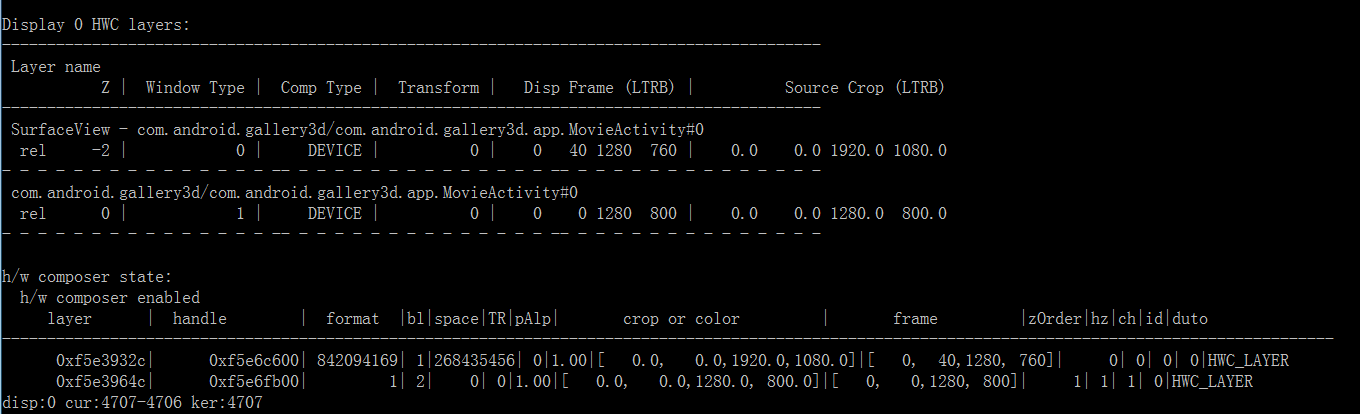 Display 0 HWC layers:
-------------------------------------------------------------------------------------------
 Layer name
           Z |  Window Type |  Comp Type |  Transform |   Disp Frame (LTRB) |          Source Crop (LTRB)
-------------------------------------------------------------------------------------------
 SurfaceView - com.android.gallery3d/com.android.gallery3d.app.MovieActivity#0
  rel     -2 |            0 |     DEVICE |          0 |    0   40 1280  760 |    0.0    0.0 1920.0 1080.0
- - - - - - - - - - - - - - - -- - - - - - - - - - - - - - - -- - - - - - - - - - - - - - -
 com.android.gallery3d/com.android.gallery3d.app.MovieActivity#0
  rel      0 |            1 |     DEVICE |          0 |    0    0 1280  800 |    0.0    0.0 1280.0  800.0
- - - - - - - - - - - - - - - -- - - - - - - - - - - - - - - -- - - - - - - - - - - - - - -
h/w composer state:
  h/w composer enabled
     layer      |  handle        |  format  |bl|space|TR|pAlp|       crop or color         |       frame         |zOrder|hz|ch|id|duto
----------------------------------------------------------------------------------------------------------------------------------------------------
      0xf5e3932c|      0xf5e6c600| 842094169| 1|268435456| 0|1.00|[   0.0,   0.0,1920.0,1080.0]|[   0,  40,1280, 760]|     0| 0| 0| 0|HWC_LAYER
      0xf5e3964c|      0xf5e6fb00|         1| 2|    0| 0|1.00|[   0.0,   0.0,1280.0, 800.0]|[   0,   0,1280, 800]|     1| 1| 1| 0|HWC_LAYER
disp:0 cur:4707-4706 ker:4707